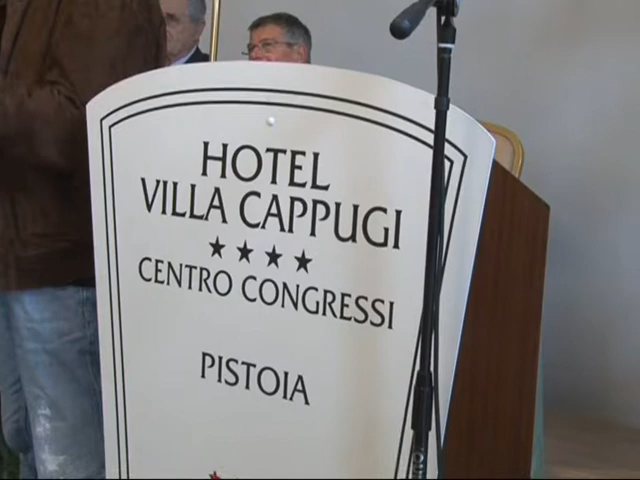 HOTEL
VILLA CAPPUGI
★ ★ ★ ★
CENTRO CONGRESSI
PISTOIA